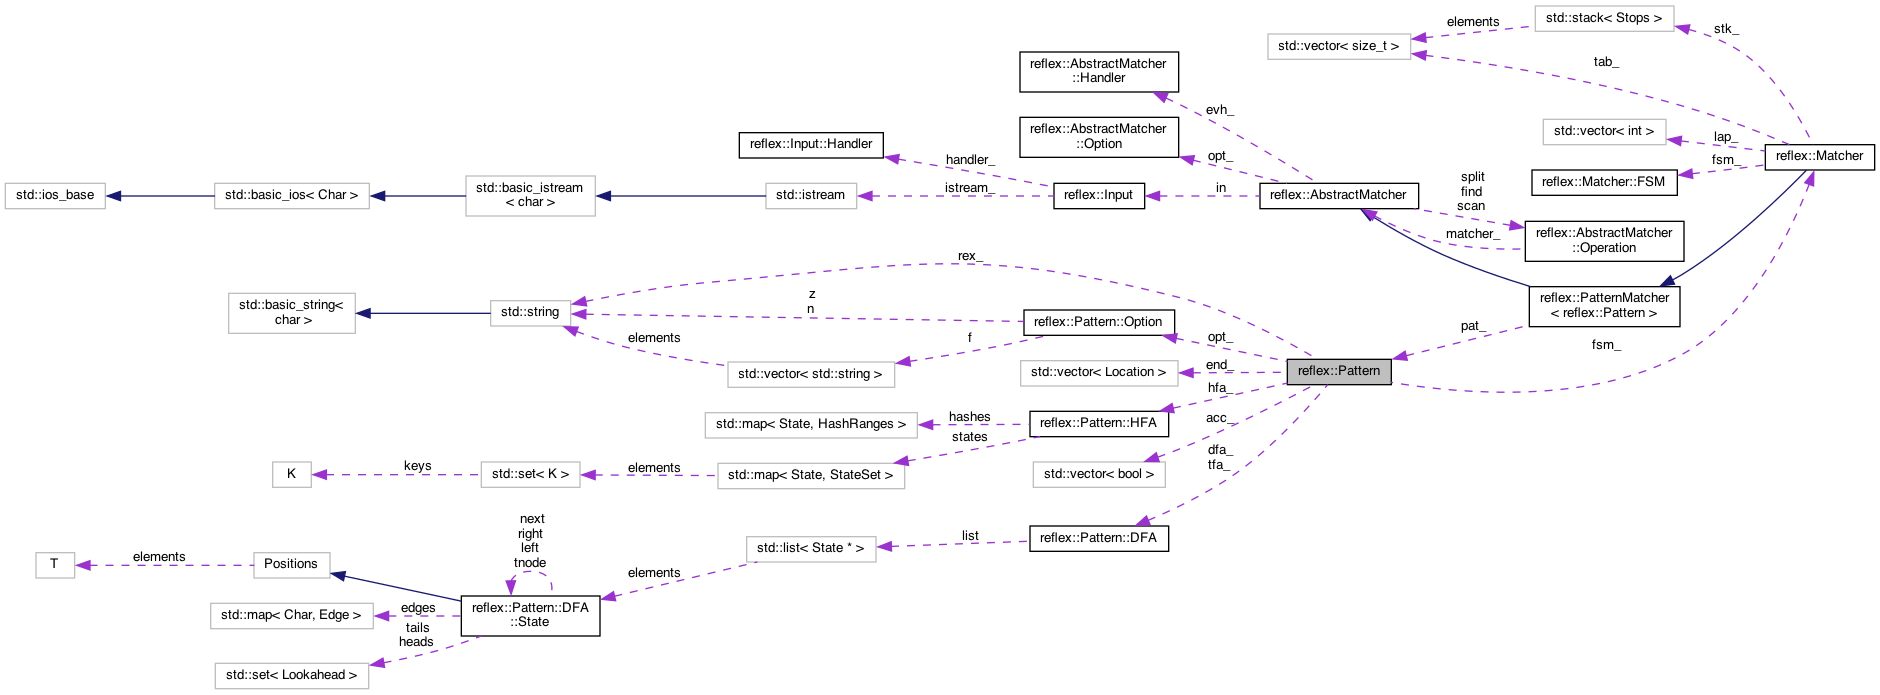 elements
std::stack< Stops >
stk_
std::vector< size_t >
tab_
reflex::AbstractMatcher
::Handler
evh_
reflex::AbstractMatcher
::Option
opt_
std::vector< int >
lap_
reflex::Matcher
fsm_
reflex::Matcher::FSM
reflex::Input::Handler
handler_
std::ios_base
std::basic_ios< Char >
std::basic_istream
< char >
std::istream
istream_
reflex::Input
in
reflex::AbstractMatcher
split
find
scan
matcher_
reflex::AbstractMatcher
::Operation
rex_
std::basic_string<
char >
std::string
z
n
reflex::Pattern::Option
opt_
reflex::PatternMatcher
< reflex::Pattern >
pat_
fsm_
elements
f
std::vector< std::string >
std::vector< Location >
end_
reflex::Pattern
hfa_
std::map< State, HashRanges >
hashes
reflex::Pattern::HFA
acc_
states
K
keys
std::set< K >
elements
std::map< State, StateSet >
std::vector< bool >
dfa_
tfa_
next
right
left
tnode
T
elements
Positions
std::list< State * >
list
reflex::Pattern::DFA
elements
std::map< Char, Edge >
edges
reflex::Pattern::DFA
::State
tails
heads
std::set< Lookahead >